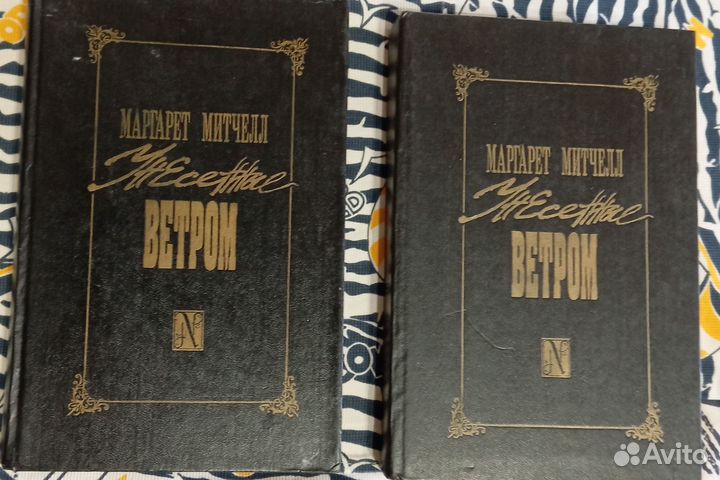 МАРГАРЕТ МИТЧЕЛЛ
Унесенные
ВЕТРОМ
N
МАРГАРЕТ МИТЧЕЛЛ
Унесенные
ВЕТРОМ
N
Avito